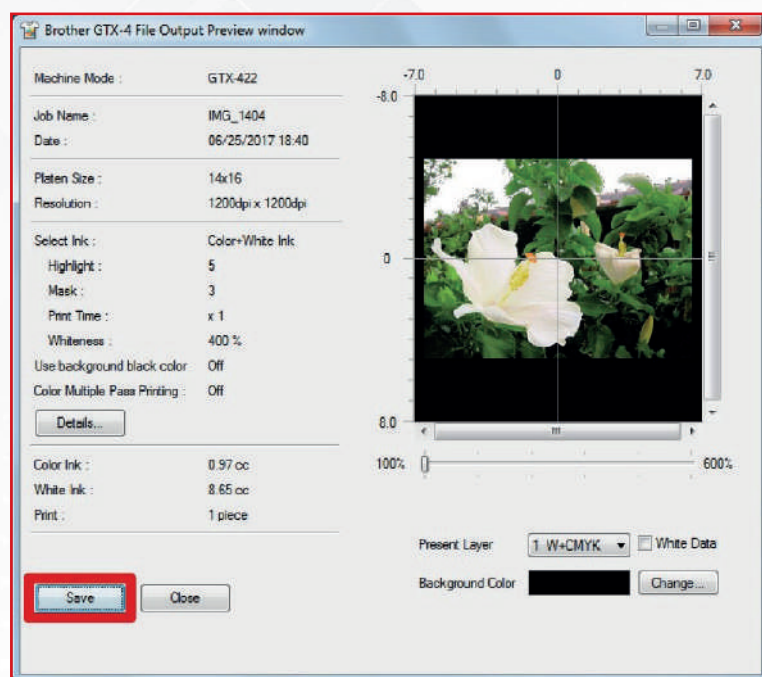 Brother GTX-4 File Output Preview window
Machine Mode : GTX-422
Job Name : IMG_1404
Date : 06/25/2017 18:40
Platen Size : 14x16
Resolution : 1200dpi x 1200dpi
Select Ink : Color+White Ink
Highlight : 5
Mask : 3
Print Time : x 1
Whiteness : 400 %
Use background black color Off
Color Multiple Pass Printing : Off
Details...
Color Ink : 0.97 cc
White Ink : 8.65 cc
Print : 1 piece
Save Close
-7.0 0 7.0
-8.0
0
8.0
100% 600%
Present Layer 1 W+CMYK White Data
Background Color Change...